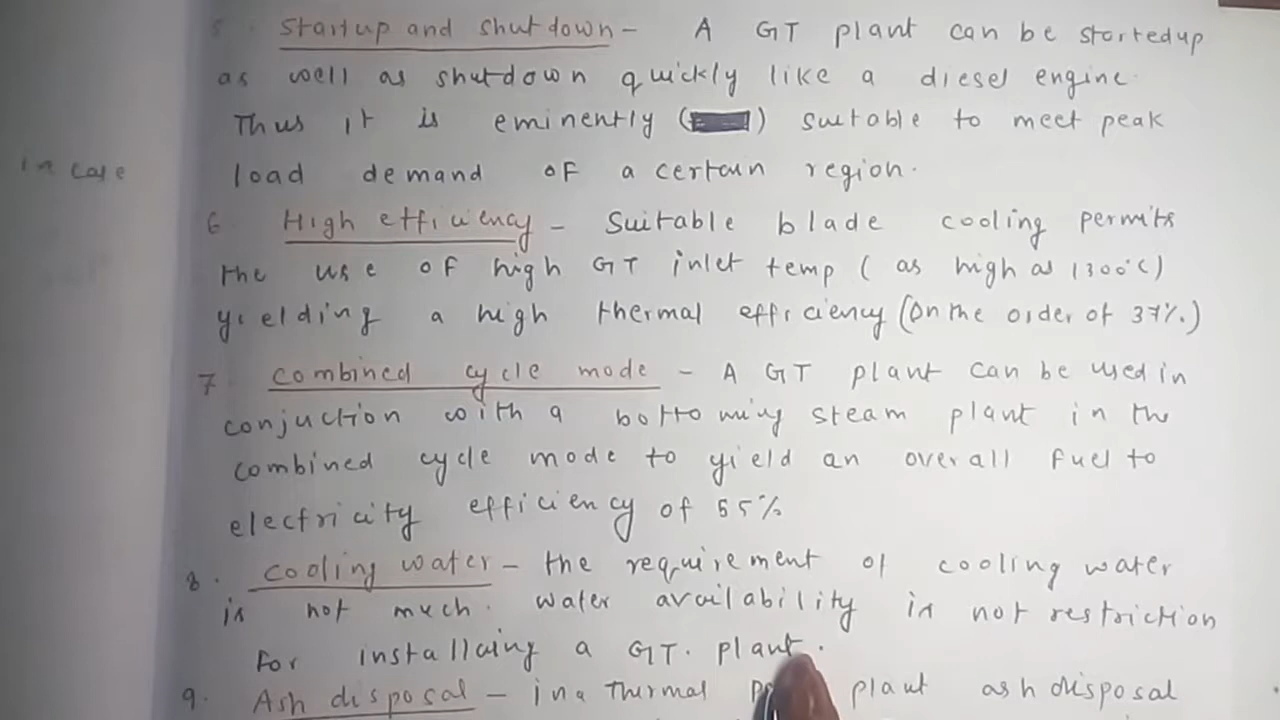 5. Startup and shutdown - A GT plant can be startedup
as well as shutdown quickly like a diesel engine.
Thus it is eminently ( ) suitable to meet peak
in case
load demand of a certain region.
6 High efficiency - Suitable blade cooling permits
the use of high GT inlet temp (as high as 1300°C)
yielding a high thermal efficiency (on the order of 37%.)
7 combined cycle mode - A GT plant can be used in
conjuction with a bottoming steam plant in the
combined cycle mode to yield an overall fuel to
electricity efficiency of 55%
8. cooling water - the requirement of cooling water
is not much. water availability is not restriction
for installaing a GT. plant.
9. Ash disposal - in a thermal plant ash disposal